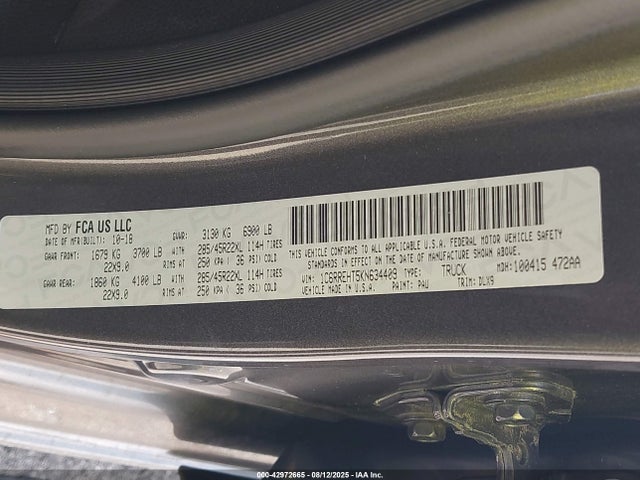 MFD BY FCA US LLC
DATE OF MFR(BUILT): 10-18 GVWR: 3130 KG 6900 LB
GAWR FRONT: 1679 KG 3700 LB WITH 285/45R22XL 114H TIRES
22X9.0 RIMS AT 250 KPA ( 36 PSI) COLD
GAWR REAR: 1860 KG 4100 LB WITH 285/45R22XL 114H TIRES
22X9.0 RIMS AT 250 KPA ( 36 PSI) COLD
THIS VEHICLE CONFORMS TO ALL APPLICABLE U.S.A. FEDERAL MOTOR VEHICLE SAFETY
STANDARDS IN EFFECT ON THE DATE OF MANUFACTURE SHOWN ABOVE.
VIN: 1C6RREHT5KN634409 TYPE: TRUCK MDH: 100415 472AA
VEHICLE MADE IN U.S.A. PAINT: PAU TRIM: DLX9
000-42972665 - 08/12/2025 - IAA Inc.